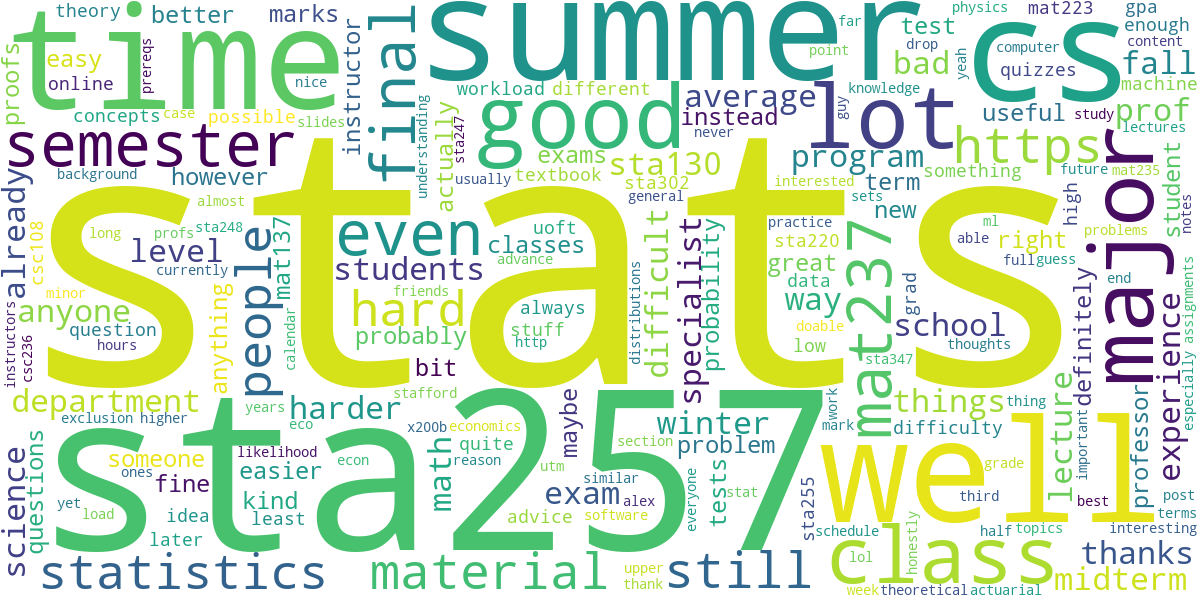 stats
sta257
summer
time
cs
well
major
lot
good
class
even
semester
final
hard
https
mat237
people
statistics
material
still
theory
better
marks
easy
online
proofs
prereqs
nice
concepts
case
possible
slides
instructor
background
however
already
almost
level
long
profs
sta248
csc108
currently
minor
anyone
question
hours
instructors
csc236
anything
calendar
mat137
department
years
exclusion
higher
harder
eco
someone
ones
likelihood
science
questions
fine
easier
econ
yet
load
kind
idea
least
later
workload
different
understanding
actually
sta247
usually
exams
textbook
uoft
classes
students
advance
friends
always
stuff
http
probably
bit
stafford
x200b
economics
quite
reason
math
maybe
section
utm
similar
exam
alex
advice
software
upper
thank
average
instead
never
sta130
sta302
general
distributions
difficult
specialist
probability
winter
problem
everyone
stat
tests
test
bad
physics
far
point
drop
yeah
computer
quizzes
mat223
gpa
enough
content
fall
machine
knowledge
guy
useful
study
prof
lectures
program
term
something
interested
future
mat235
student
notes
new
high
practice
sets
sta220
great
data
way
low
doable
ml
able
right
problems
full
guess
end
grad
school
sta347
thoughts
definitely
especially
assignments
experience
things
thing
important
work
mark
difficulty
lecture
professor
grade
third
best
post
terms
interesting
sta255
schedule
half
topics
lol
honestly
thanks
midterm
week
theoretical
actuarial